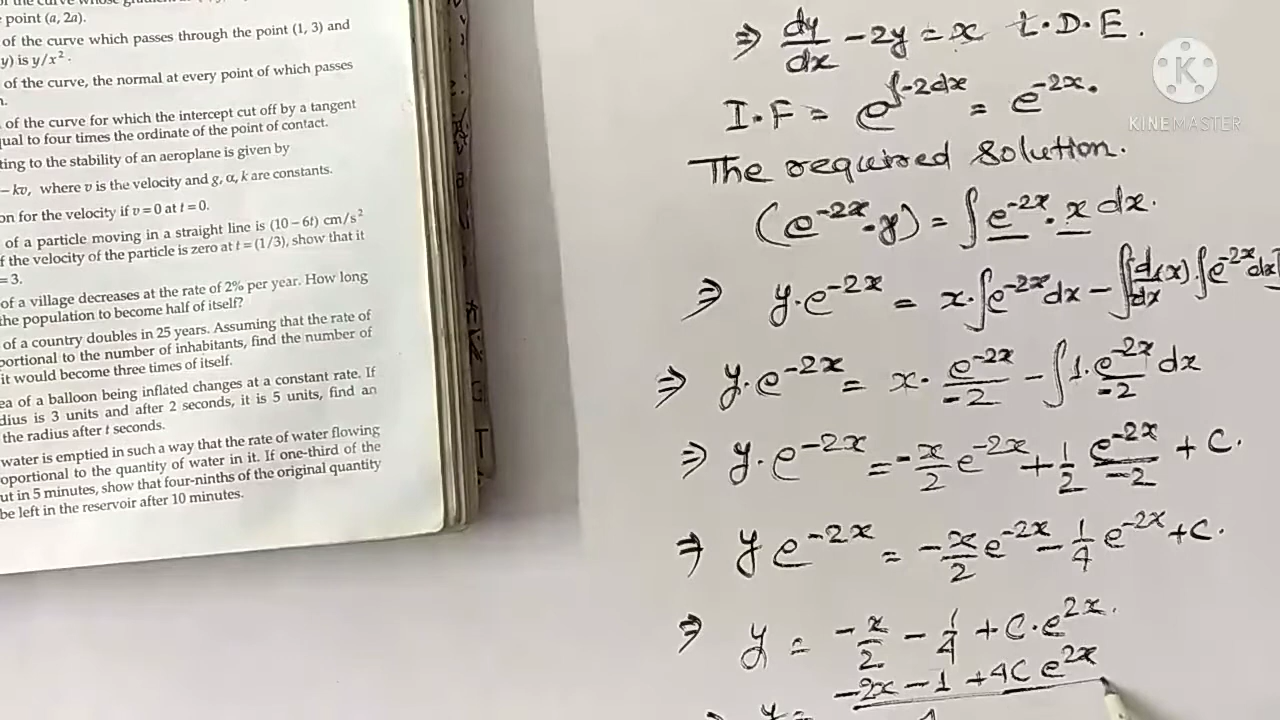 point (a, 2a).
of the curve which passes through the point (1, 3) and
y) is y/x².
of the curve, the normal at every point of which passes
of the curve for which the intercept cut off by a tangent
qual to four times the ordinate of the point of contact.
ting to the stability of an aeroplane is given by
– kv, where v is the velocity and g, α, k are constants.
on for the velocity if v = 0 at t = 0.
of a particle moving in a straight line is (10 – 6t) cm/s²
f the velocity of the particle is zero at t = (1/3), show that it
= 3.
of a village decreases at the rate of 2% per year. How long
the population to become half of itself?
of a country doubles in 25 years. Assuming that the rate of
portional to the number of inhabitants, find the number of
it would become three times of itself.
ea of a balloon being inflated changes at a constant rate. If
dius is 3 units and after 2 seconds, it is 5 units, find an
the radius after t seconds.
water is emptied in such a way that the rate of water flowing
oportional to the quantity of water in it. If one-third of the
ut in 5 minutes, show that four-ninths of the original quantity
be left in the reservoir after 10 minutes.
⇒ dy/dx – 2y = x L.D.E.
I.F = e^∫-2dx = e^-2x.
The required solution.
(e^-2x · y) = ∫e^-2x · x dx.
⇒ y·e^-2x = x·∫e^-2x dx – ∫[d/dx(x)·∫e^-2x dx]
⇒ y·e^-2x = x · e^-2x/-2 – ∫1·e^-2x/-2 dx
⇒ y·e^-2x = -x/2 e^-2x + 1/2 e^-2x/-2 + C.
⇒ y e^-2x = -x/2 e^-2x – 1/4 e^-2x + C.
⇒ y = -x/2 – 1/4 + C·e^2x.
y = -2x – 1 + 4C e^2x
K
KINEMASTER